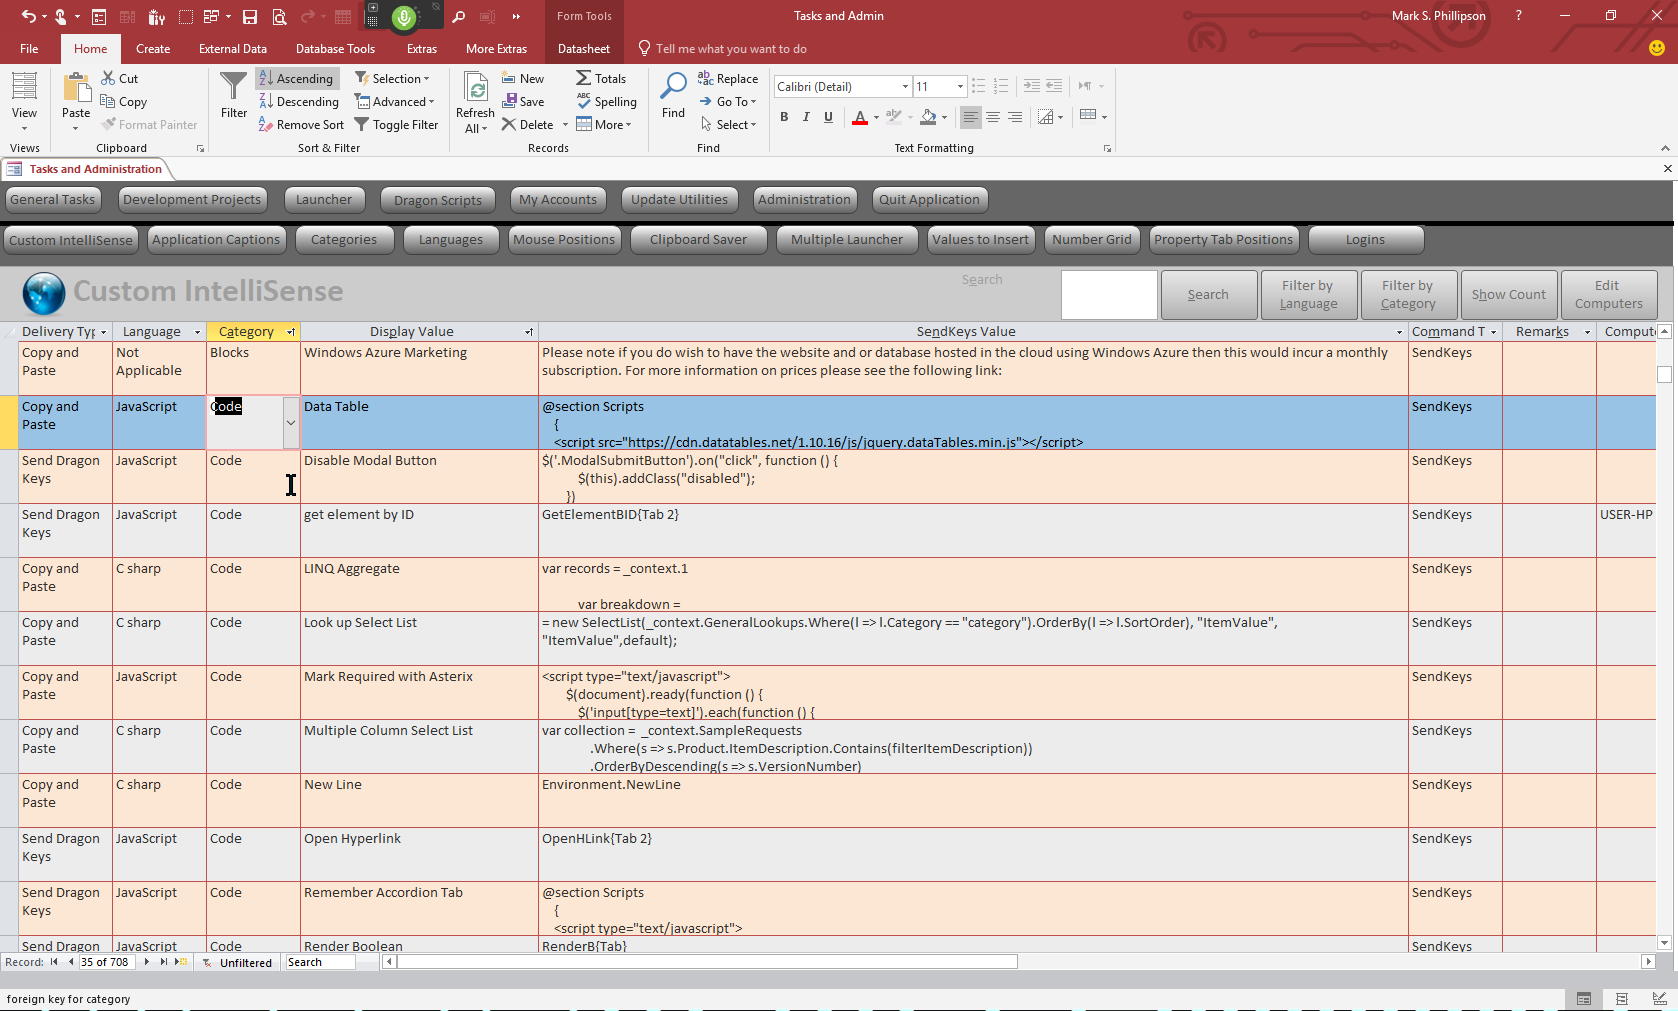 Form Tools
Tasks and Admin
Mark S. Phillipson
?
File
Home
Create
External Data
Database Tools
Extras
More Extras
Datasheet
Tell me what you want to do
View
Views
Paste
Cut
Copy
Format Painter
Clipboard
Filter
Ascending
Descending
Remove Sort
Selection
Advanced
Toggle Filter
Sort & Filter
Refresh All
New
Save
Delete
Totals
Spelling
More
Records
Find
Replace
Go To
Select
Find
Calibri (Detail)
11
B I U
Text Formatting
Tasks and Administration
General Tasks
Development Projects
Launcher
Dragon Scripts
My Accounts
Update Utilities
Administration
Quit Application
Custom IntelliSense
Application Captions
Categories
Languages
Mouse Positions
Clipboard Saver
Multiple Launcher
Values to Insert
Number Grid
Property Tab Positions
Logins
Custom IntelliSense
Search
Search
Filter by Language
Filter by Category
Show Count
Edit Computers
Delivery Typ
Language
Category
Display Value
SendKeys Value
Command T
Remarks
Compute
Copy and Paste
Not Applicable
Blocks
Windows Azure Marketing
Please note if you do wish to have the website and or database hosted in the cloud using Windows Azure then this would incur a monthly
subscription. For more information on prices please see the following link:
SendKeys
Copy and Paste
JavaScript
Code
Data Table
@section Scripts
{
<script src="https://cdn.datatables.net/1.10.16/js/jquery.dataTables.min.js"></script>
SendKeys
Send Dragon Keys
JavaScript
Code
Disable Modal Button
$('.ModalSubmitButton').on("click", function () {
$(this).addClass("disabled");
})
SendKeys
Send Dragon Keys
JavaScript
Code
get element by ID
GetElementBID{Tab 2}
SendKeys
USER-HP
Copy and Paste
C sharp
Code
LINQ Aggregate
var records = _context.1
var breakdown =
SendKeys
Copy and Paste
C sharp
Code
Look up Select List
= new SelectList(_context.GeneralLookups.Where(l => l.Category == "category").OrderBy(l => l.SortOrder), "ItemValue",
"ItemValue",default);
SendKeys
Copy and Paste
JavaScript
Code
Mark Required with Asterix
<script type="text/javascript">
$(document).ready(function () {
$('input[type=text]').each(function () {
SendKeys
Copy and Paste
C sharp
Code
Multiple Column Select List
var collection = _context.SampleRequests
.Where(s => s.Product.ItemDescription.Contains(filterItemDescription))
.OrderByDescending(s => s.VersionNumber)
SendKeys
Copy and Paste
C sharp
Code
New Line
Environment.NewLine
SendKeys
Send Dragon Keys
JavaScript
Code
Open Hyperlink
OpenHLink{Tab 2}
SendKeys
Send Dragon Keys
JavaScript
Code
Remember Accordion Tab
@section Scripts
{
<script type="text/javascript">
SendKeys
Send Dragon
JavaScript
Code
Render Boolean
RenderB{Tab}
SendKeys
Record:
35 of 708
Unfiltered
Search
foreign key for category